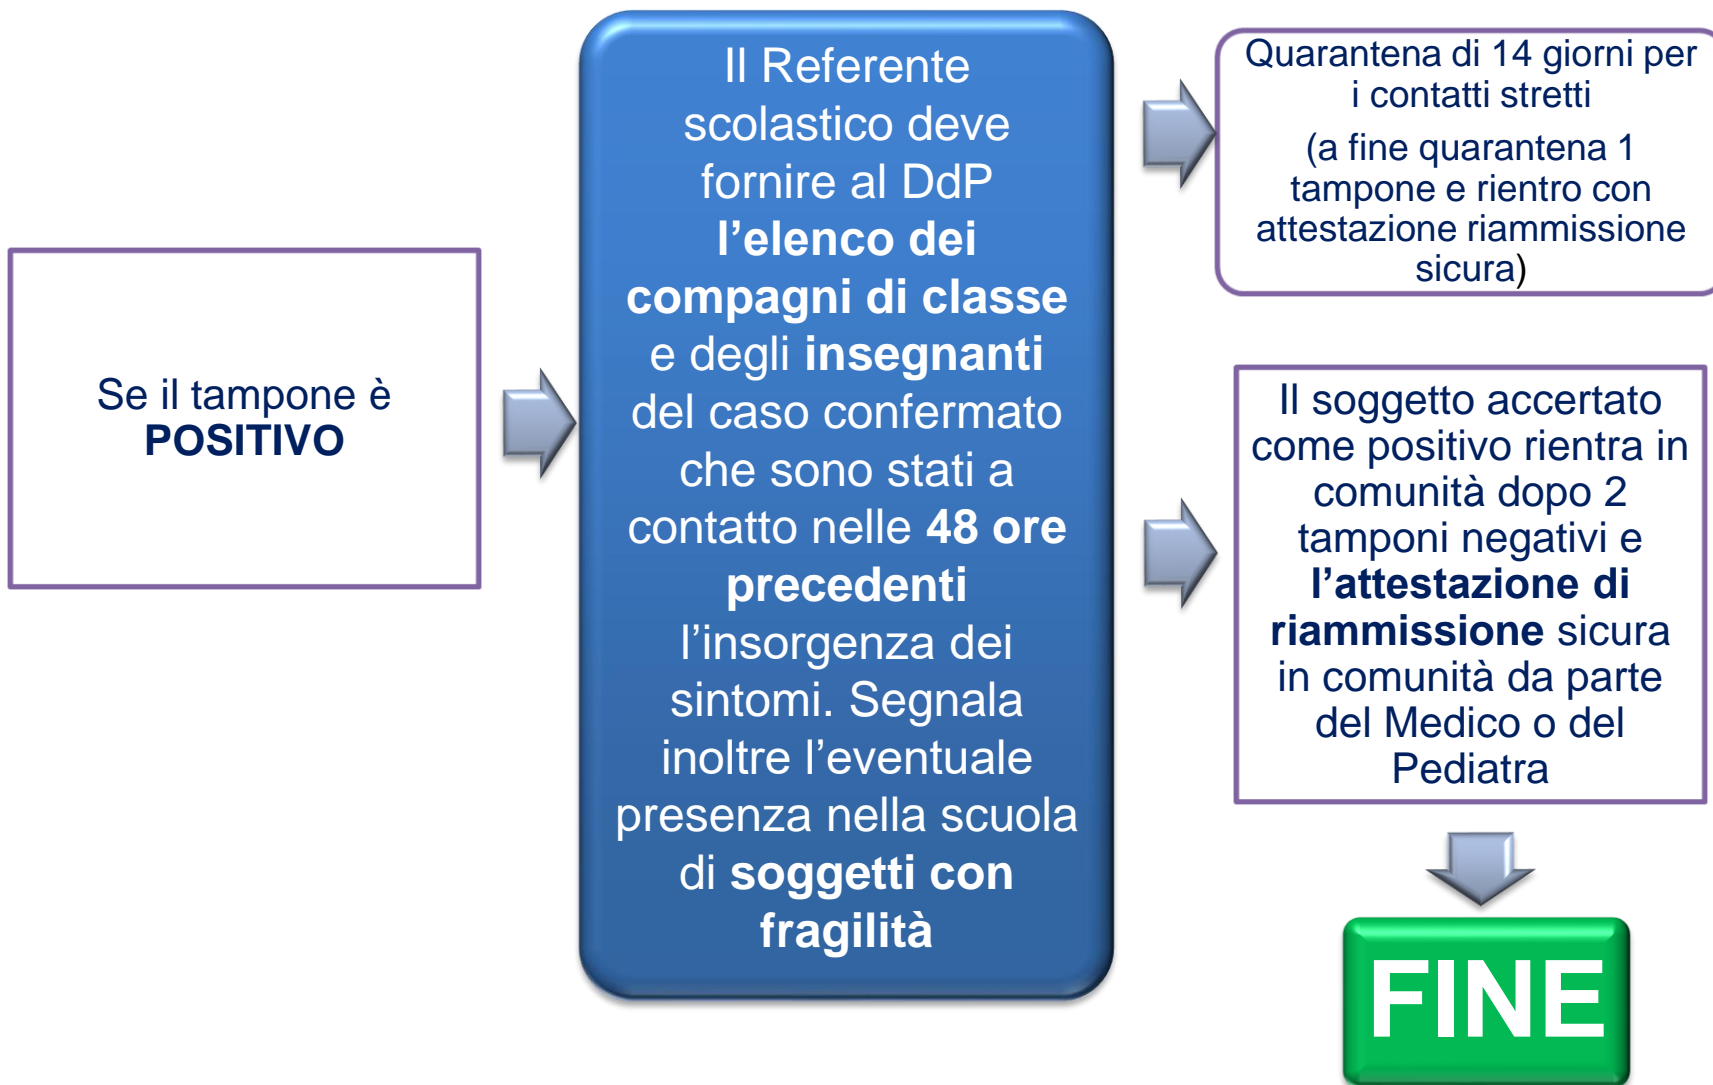 Se il tampone è
POSITIVO
Il Referente
scolastico deve
fornire al DdP
l’elenco dei
compagni di classe
e degli insegnanti
del caso confermato
che sono stati a
contatto nelle 48 ore
precedenti
l’insorgenza dei
sintomi. Segnala
inoltre l’eventuale
presenza nella scuola
di soggetti con
fragilità
Quarantena di 14 giorni per
i contatti stretti
(a fine quarantena 1
tampone e rientro con
attestazione riammissione
sicura)
Il soggetto accertato
come positivo rientra in
comunità dopo 2
tamponi negativi e
l’attestazione di
riammissione sicura
in comunità da parte
del Medico o del
Pediatra
FINE